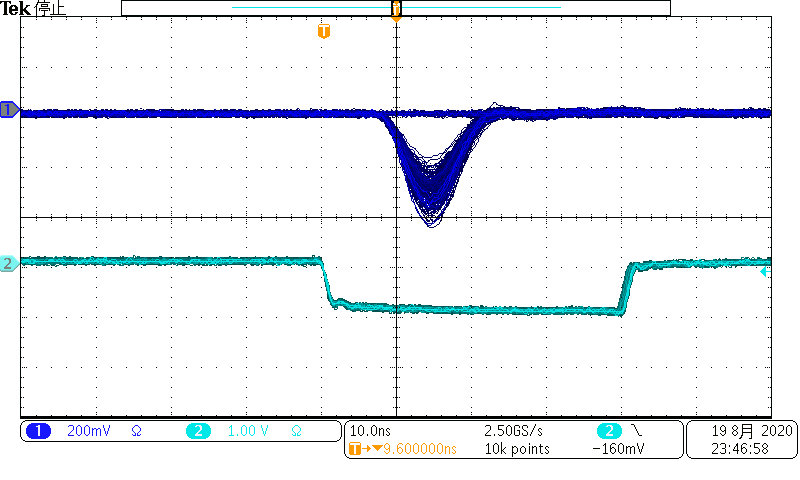 Tek 停止
T
T
1
2
1 200mV Ω 2 1.00 V Ω
10.0ns 2.50GS/s 2
T→▼9.600000ns 10k points −160mV
19 8月 2020
23:46:58